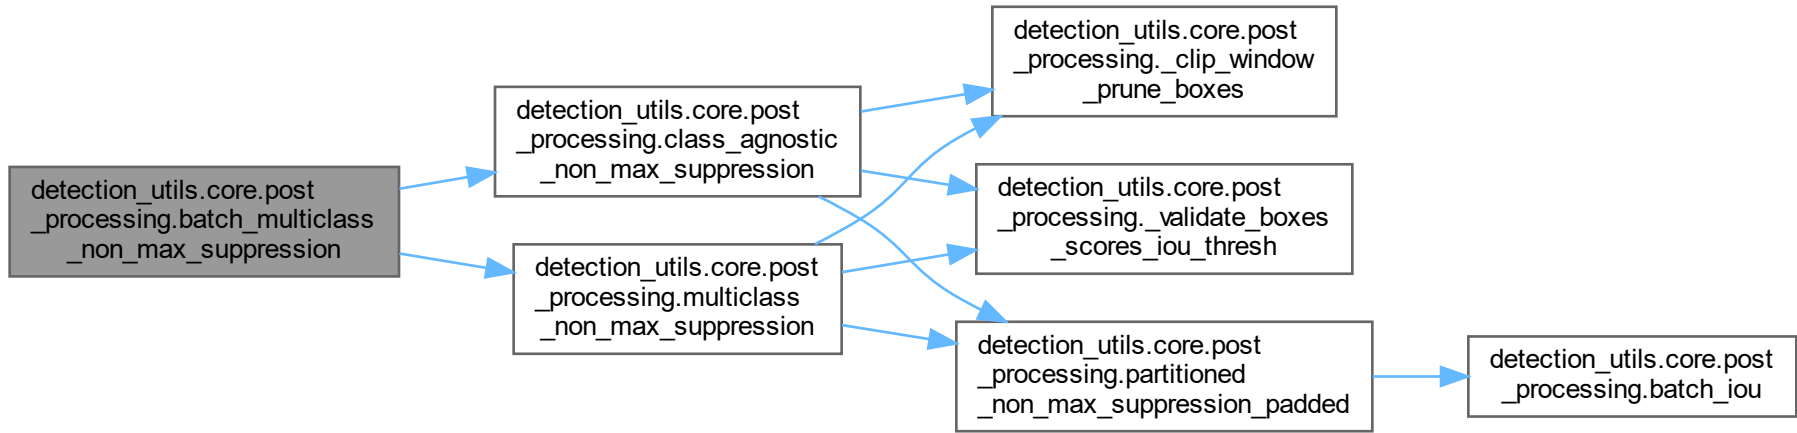 detection_utils.core.post
_processing.batch_multiclass
_non_max_suppression
detection_utils.core.post
_processing.class_agnostic
_non_max_suppression
detection_utils.core.post
_processing.multiclass
_non_max_suppression
detection_utils.core.post
_processing._clip_window
_prune_boxes
detection_utils.core.post
_processing._validate_boxes
_scores_iou_thresh
detection_utils.core.post
_processing.partitioned
_non_max_suppression_padded
detection_utils.core.post
_processing.batch_iou